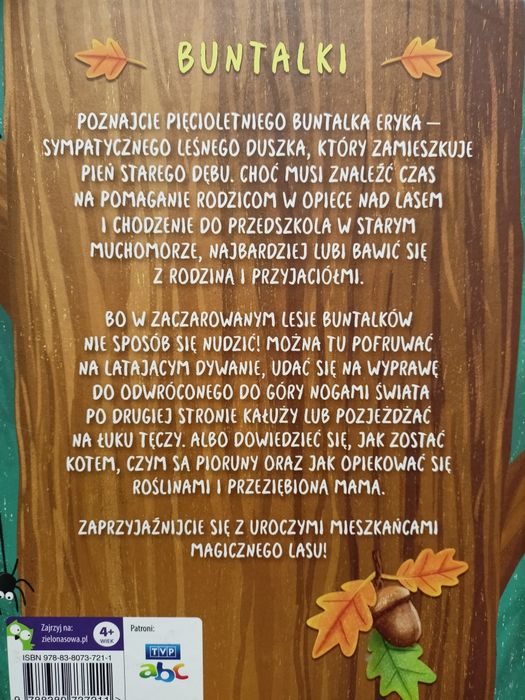 BUNTALKI
POZNAJCIE PIĘCIOLETNIEGO BUNTALKA ERYKA –
SYMPATYCZNEGO LEŚNEGO DUSZKA, KTÓRY ZAMIESZKUJE
PIEŃ STAREGO DĘBU. CHOĆ MUSI ZNALEŹĆ CZAS
NA POMAGANIE RODZICOM W OPIECE NAD LASEM
I CHODZENIE DO PRZEDSZKOLA W STARYM
MUCHOMORZE, NAJBARDZIEJ LUBI BAWIĆ SIĘ
Z RODZINĄ I PRZYJACIÓŁMI.
BO W ZACZAROWANYM LESIE BUNTALKÓW
NIE SPOSÓB SIĘ NUDZIĆ! MOŻNA TU POFRUWAĆ
NA LATAJĄCYM DYWANIE, UDAĆ SIĘ NA WYPRAWĘ
DO ODWRÓCONEGO DO GÓRY NOGAMI ŚWIATA
PO DRUGIEJ STRONIE KAŁUŻY LUB POZJEŻDŻAĆ
NA ŁUKU TĘCZY. ALBO DOWIEDZIEĆ SIĘ, JAK ZOSTAĆ
KOTEM, CZYM SĄ PIORUNY ORAZ JAK OPIEKOWAĆ SIĘ
ROŚLINAMI I PRZEZIĘBIONĄ MAMĄ.
ZAPRZYJAŹNIJCIE SIĘ Z UROCZYMI MIESZKAŃCAMI
MAGICZNEGO LASU!
Zajrzyj na:
zielonasowa.pl
4+
WIEK
Patroni:
TVP
abc
ISBN 978-83-8073-721-1
9 788380 737211 >